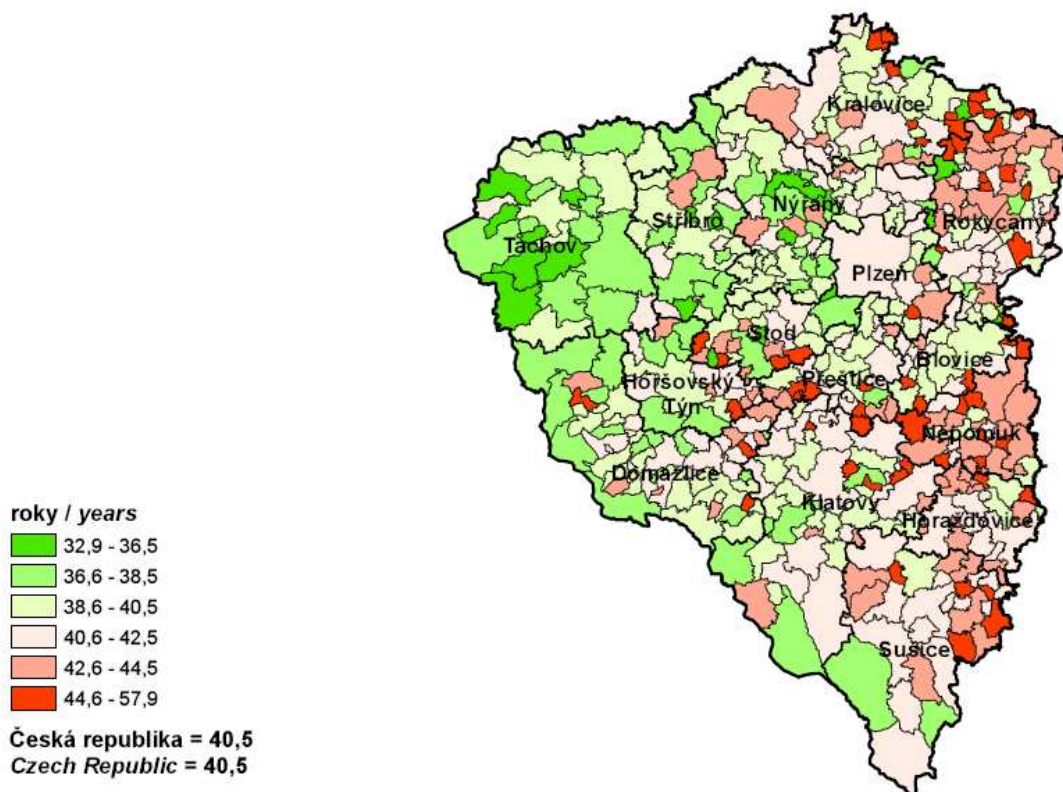 Kralovice
Nýřany
Stříbro
Rokycany
Tachov
Plzeň
Stod
Blovice
Přeštice
Horšovský
Týn
Nepomuk
Domažlice
Klatovy
Horažďovice
Sušice
roky / years
32,9 - 36,5
36,6 - 38,5
38,6 - 40,5
40,6 - 42,5
42,6 - 44,5
44,6 - 57,9
Česká republika = 40,5
Czech Republic = 40,5